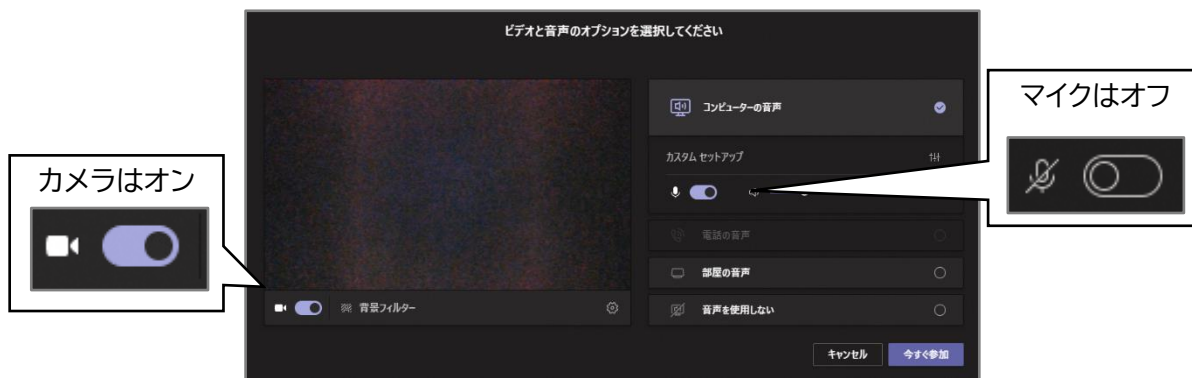 ビデオと音声のオプションを選択してください
カメラはオン
背景フィルター
コンピューターの音声
カスタム セットアップ
電話の音声
部屋の音声
音声を使用しない
キャンセル
今すぐ参加
マイクはオフ